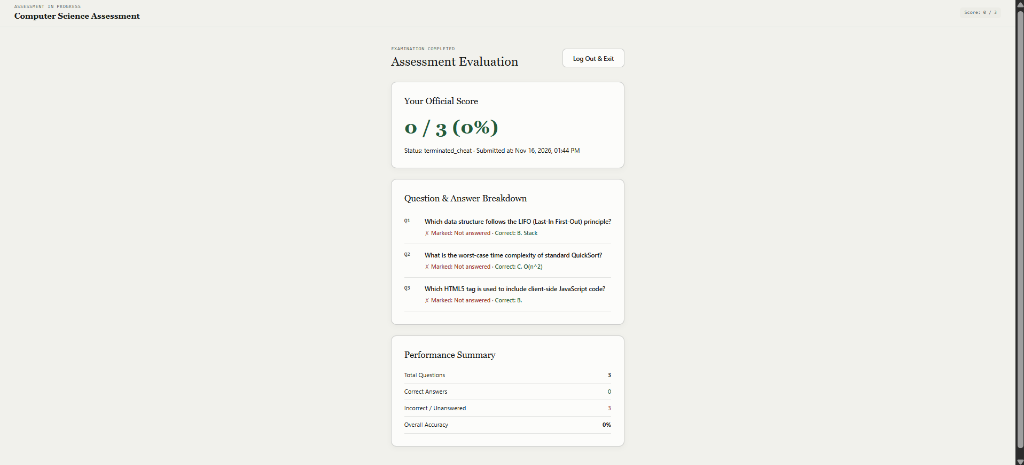 ASSESSMENT IN PROGRESS
Computer Science Assessment
Score: 0 / 3
EXAMINATION COMPLETED
Assessment Evaluation
Log Out & Exit
Your Official Score
0 / 3 (0%)
Status: terminated_cheat · Submitted at: Nov 16, 2026, 01:44 PM
Question & Answer Breakdown
Q1 Which data structure follows the LIFO (Last-In First-Out) principle?
✗ Marked: Not answered · Correct: B. Stack
Q2 What is the worst-case time complexity of standard QuickSort?
✗ Marked: Not answered · Correct: C. O(n^2)
Q3 Which HTML5 tag is used to include client-side JavaScript code?
✗ Marked: Not answered · Correct: B.
Performance Summary
Total Questions 3
Correct Answers 0
Incorrect / Unanswered 3
Overall Accuracy 0%